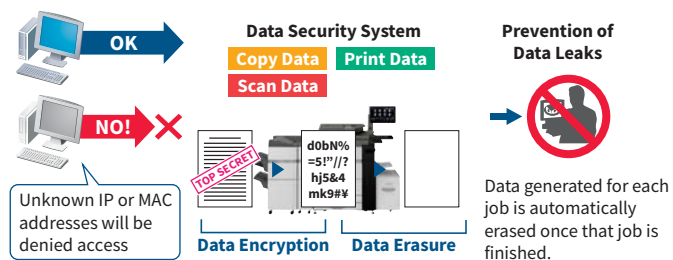 OK
NO!
Unknown IP or MAC
addresses will be
denied access
Data Security System
Copy Data
Print Data
Scan Data
TOP SECRET
d0bN%
=5!”//?
hj5&4
mk9#¥
Data Encryption
Data Erasure
Prevention of
Data Leaks
Data generated for each
job is automatically
erased once that job is
finished.